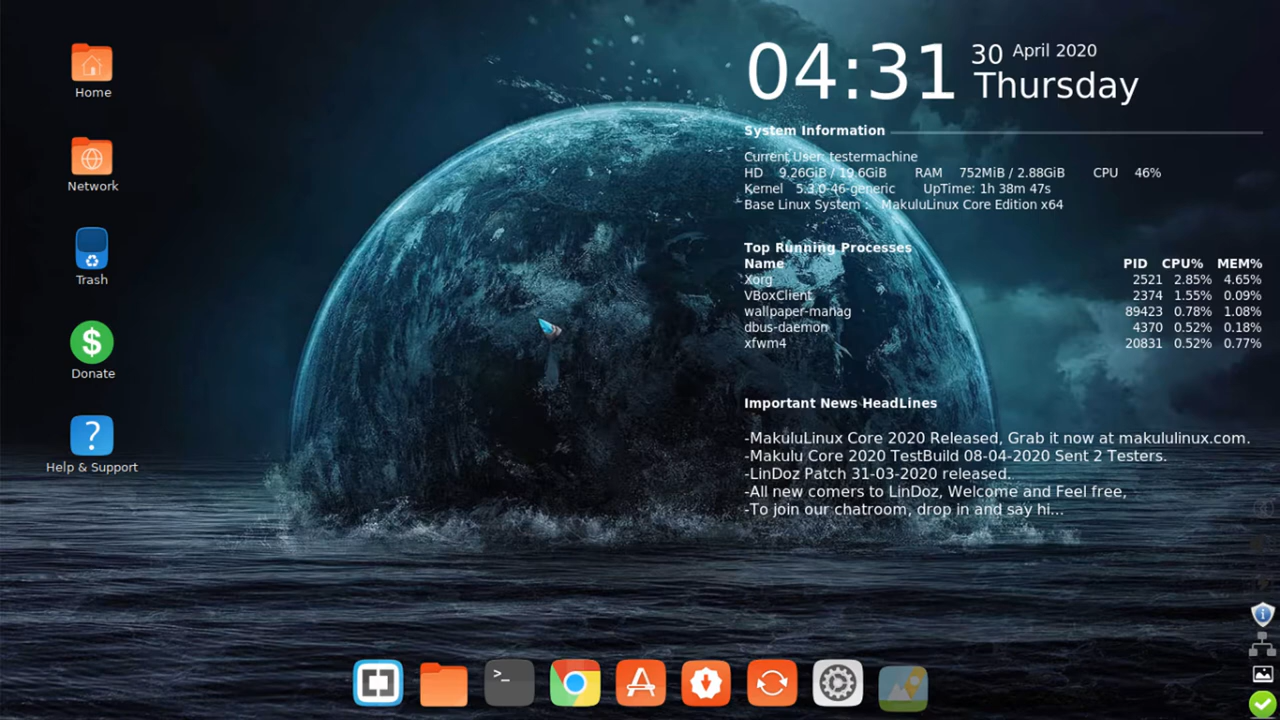 Home
Network
Trash
Donate
Help & Support
04:31 30 April 2020
Thursday
System Information
Current User: testermachine
HD 9.26GiB / 19.6GiB RAM 752MiB / 2.88GiB CPU 46%
Kernel 5.3.0-46-generic UpTime: 1h 38m 47s
Base Linux System : MakuluLinux Core Edition x64
Top Running Processes
Name PID CPU% MEM%
Xorg 2521 2.85% 4.65%
VBoxClient 2374 1.55% 0.09%
wallpaper-manag 89423 0.78% 1.08%
dbus-daemon 4370 0.52% 0.18%
xfwm4 20831 0.52% 0.77%
Important News HeadLines
-MakuluLinux Core 2020 Released, Grab it now at makululinux.com.
-Makulu Core 2020 TestBuild 08-04-2020 Sent 2 Testers.
-LinDoz Patch 31-03-2020 released.
-All new comers to LinDoz, Welcome and Feel free,
-To join our chatroom, drop in and say hi...